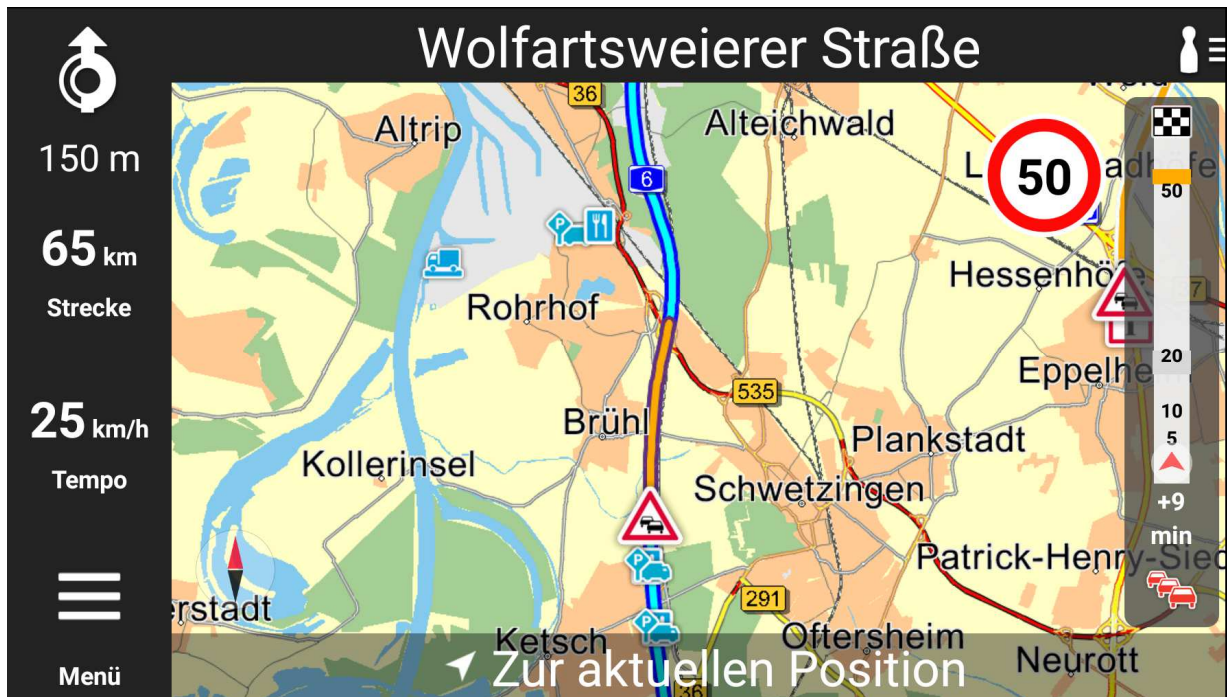 Wolfartsweierer Straße
150 m
65 km
Strecke
25 km/h
Tempo
Menü
36
Altrip
Alteichwald
6
50
50
Rohrhof
Hessenhöfe
20
535
10
Brühl
5
Plankstadt
Kollerinsel
Schwetzingen
+9
min
Patrick-Henry-Sied
291
Ketsch
Oftersheim
Neurott
36
Zur aktuellen Position